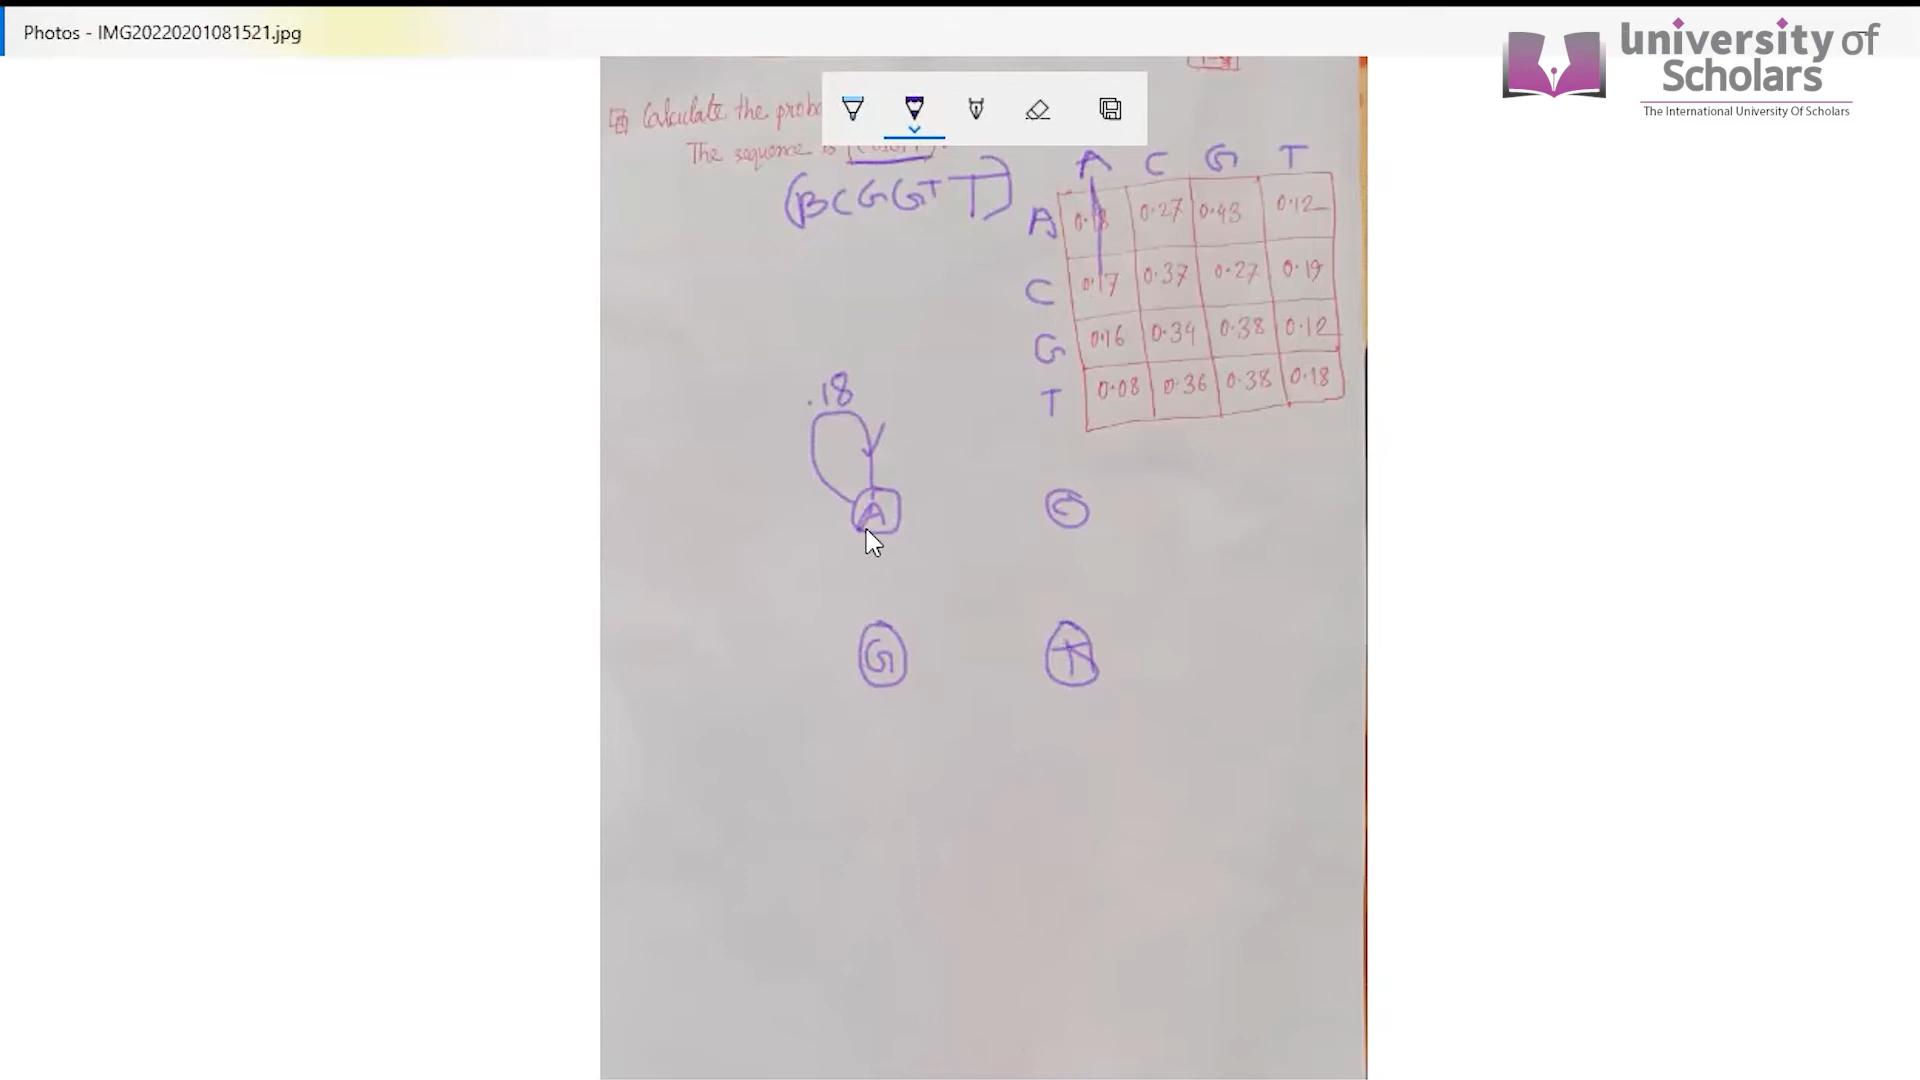 Photos - IMG20220201081521.jpg
University of
Scholars
The International University Of Scholars
Calculate the
The sequence is
(BCGGTT)
A C G T
A 0.18 0.27 0.43 0.12
C 0.17 0.37 0.27 0.19
G 0.16 0.34 0.38 0.12
T 0.08 0.36 0.38 0.18
.18
A
C
G
T